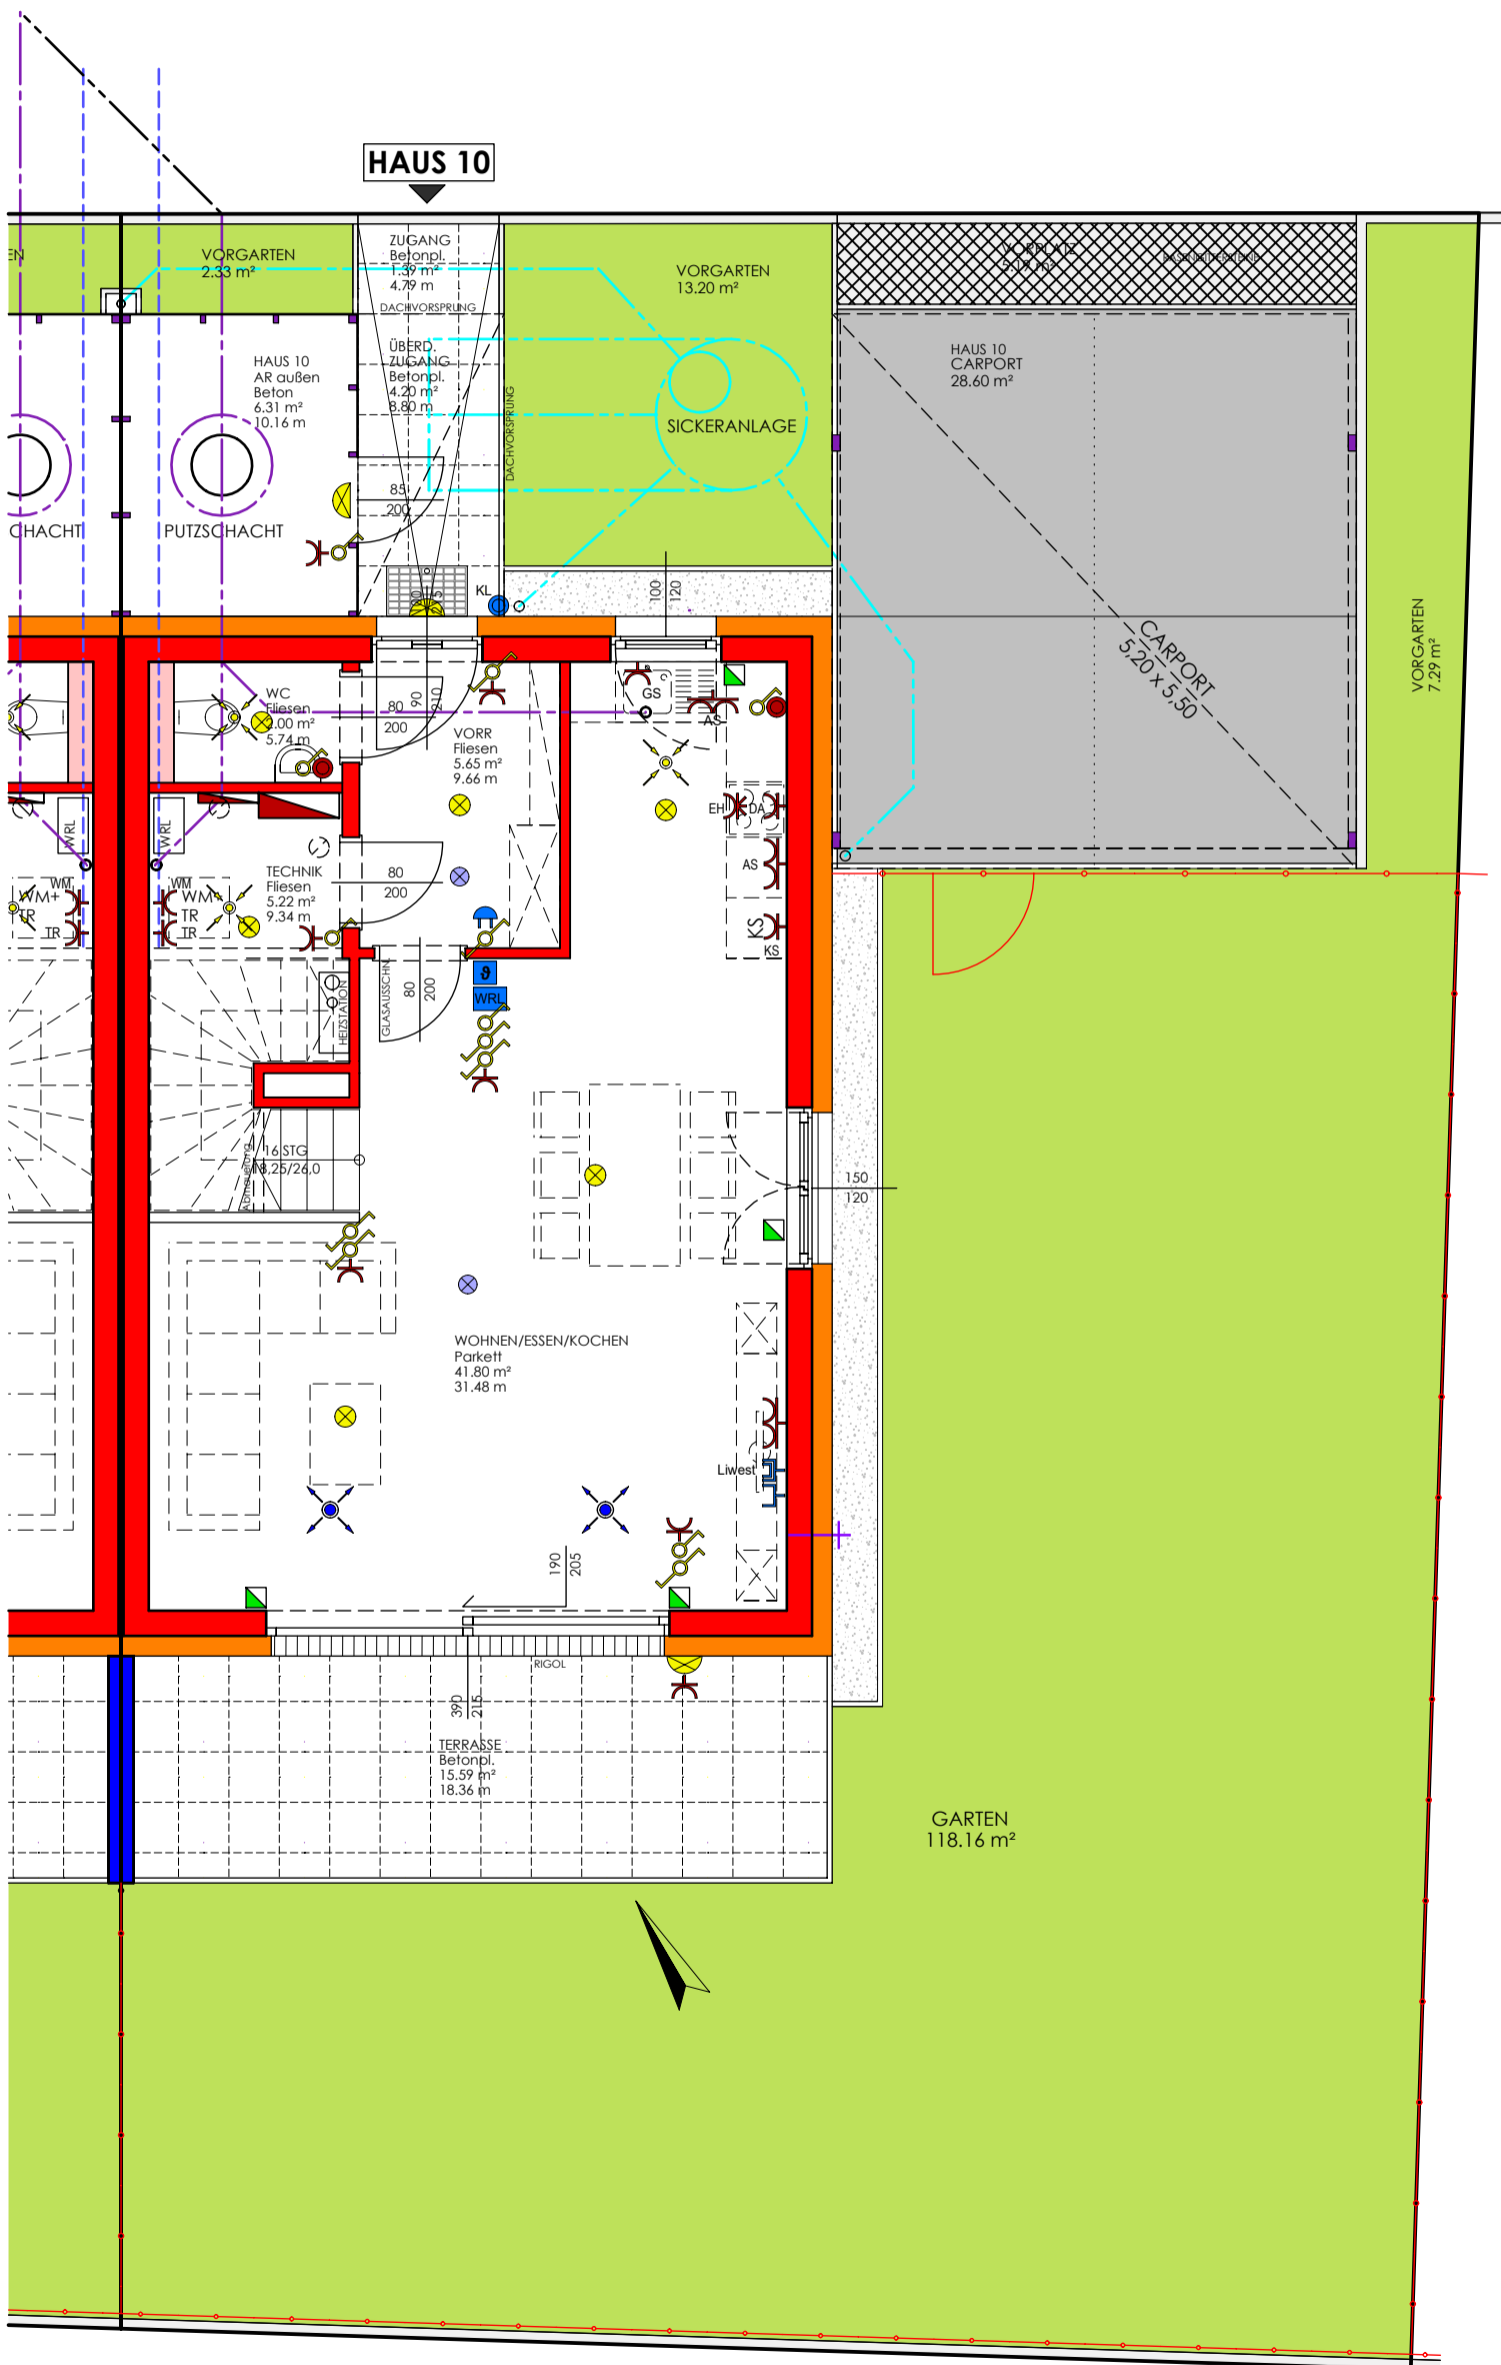 HAUS 10
EN
VORGARTEN
2.33 m²
ZUGANG
Betonpl.
1.39 m²
4.79 m
DACHVORSPRUNG
VORGARTEN
13.20 m²
VORPLATZ
5.19 m²
RASENGITTERSTEINE
HAUS 10
AR außen
Beton
6.31 m²
10.16 m
ÜBERD.
ZUGANG
Betonpl.
4.20 m²
8.80 m
DACHVORSPRUNG
SICKERANLAGE
HAUS 10
CARPORT
28.60 m²
CHACHT
PUTZSCHACHT
85
200
KL
100
120
CARPORT
5,20 x 5,50
VORGARTEN
7.29 m²
WC
Fliesen
5.74 m
80
200
90
210
VORR
Fliesen
5.65 m²
9.66 m
GS
AS
EH
DA
AS
KS
KS
WRL
WRL
WM
WM+
TR
TR
WM
WM
TR
TR
TECHNIK
Fliesen
5.22 m²
9.34 m
80
200
HEIZSTATION
GLASAUSSCHN.
80
200
ϑ
WRL
Abmauerung
16 STG
18,25/26,0
150
120
WOHNEN/ESSEN/KOCHEN
Parkett
41.80 m²
31.48 m
Liwest
190
205
RIGOL
390
215
TERRASSE
Betonpl.
15.59 m²
18.36 m
GARTEN
118.16 m²